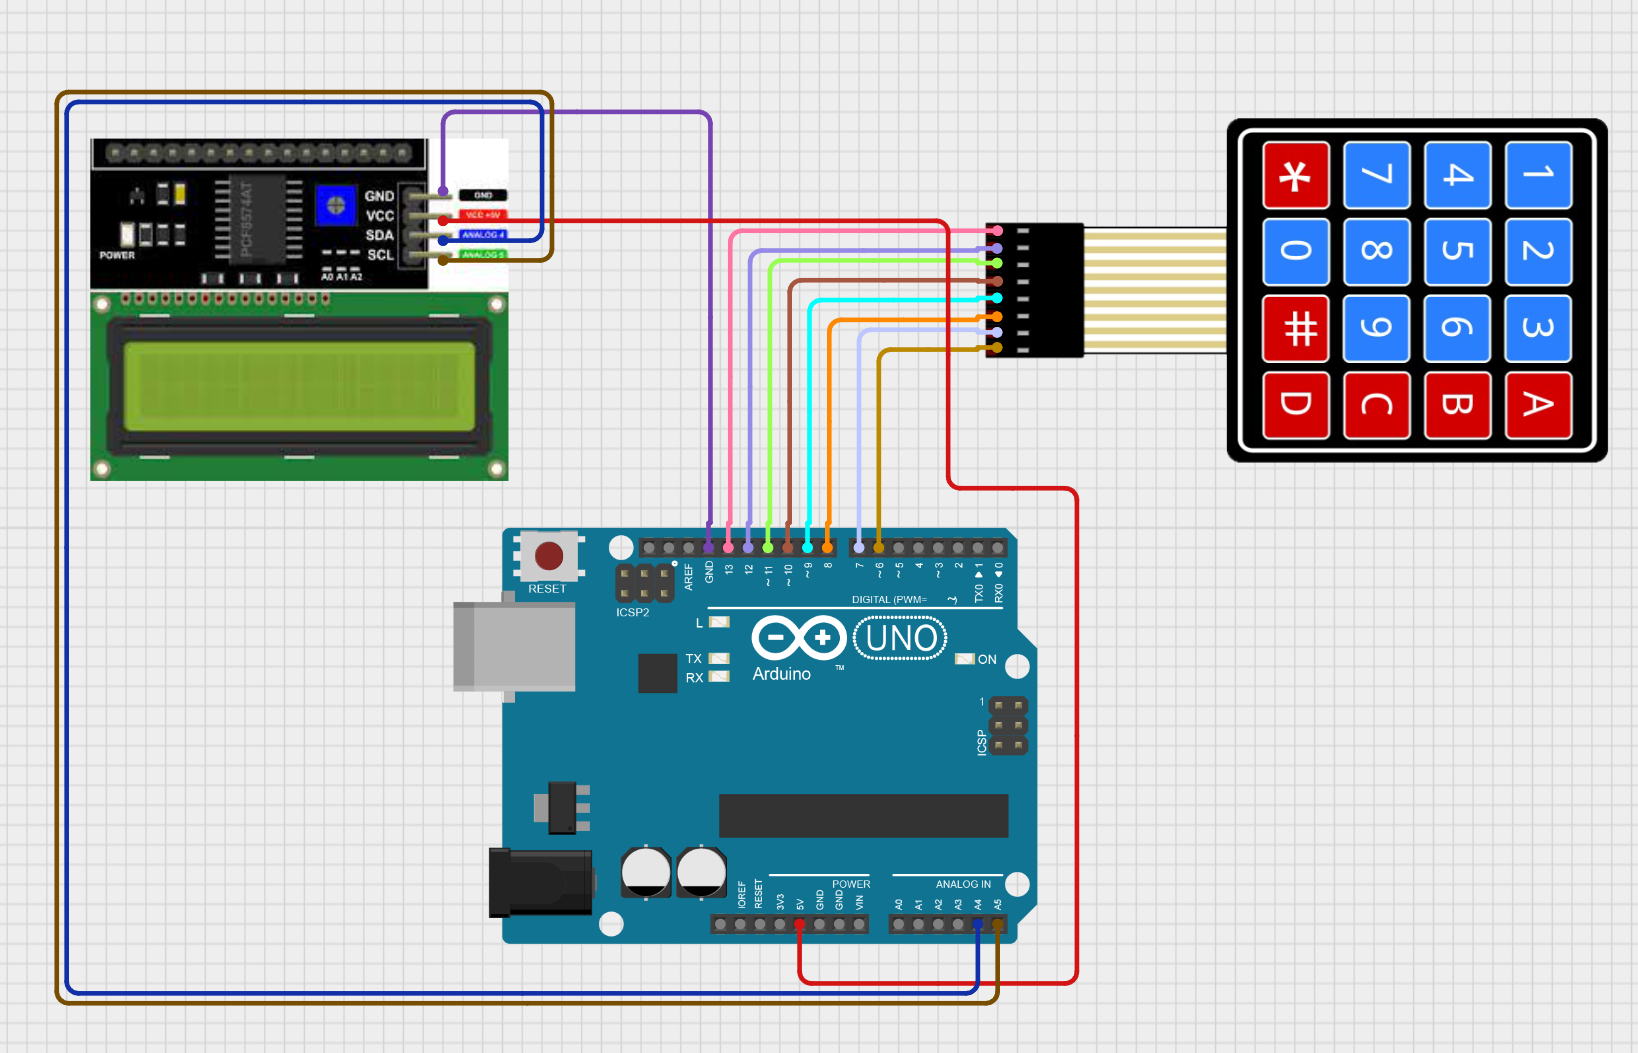 GND
VCC
SDA
SCL
GND
VCC +5V
ANALOG-4
ANALOG-5
PCF8574AT
POWER
A0 A1 A2
* 7 4 1
0 8 5 2
# 9 6 3
D C B A
RESET
ICSP2
AREF
GND
13
12
~ 11
~ 10
~ 9
8
7
~ 6
~ 5
4
~ 3
2
TX0 ▶ 1
RX0 ◀ 0
DIGITAL (PWM= ~
L
TX
RX
UNO
Arduino
TM
ON
1
ICSP
POWER
ANALOG IN
IOREF
RESET
3V3
5V
GND
GND
VIN
A0
A1
A2
A3
A4
A5